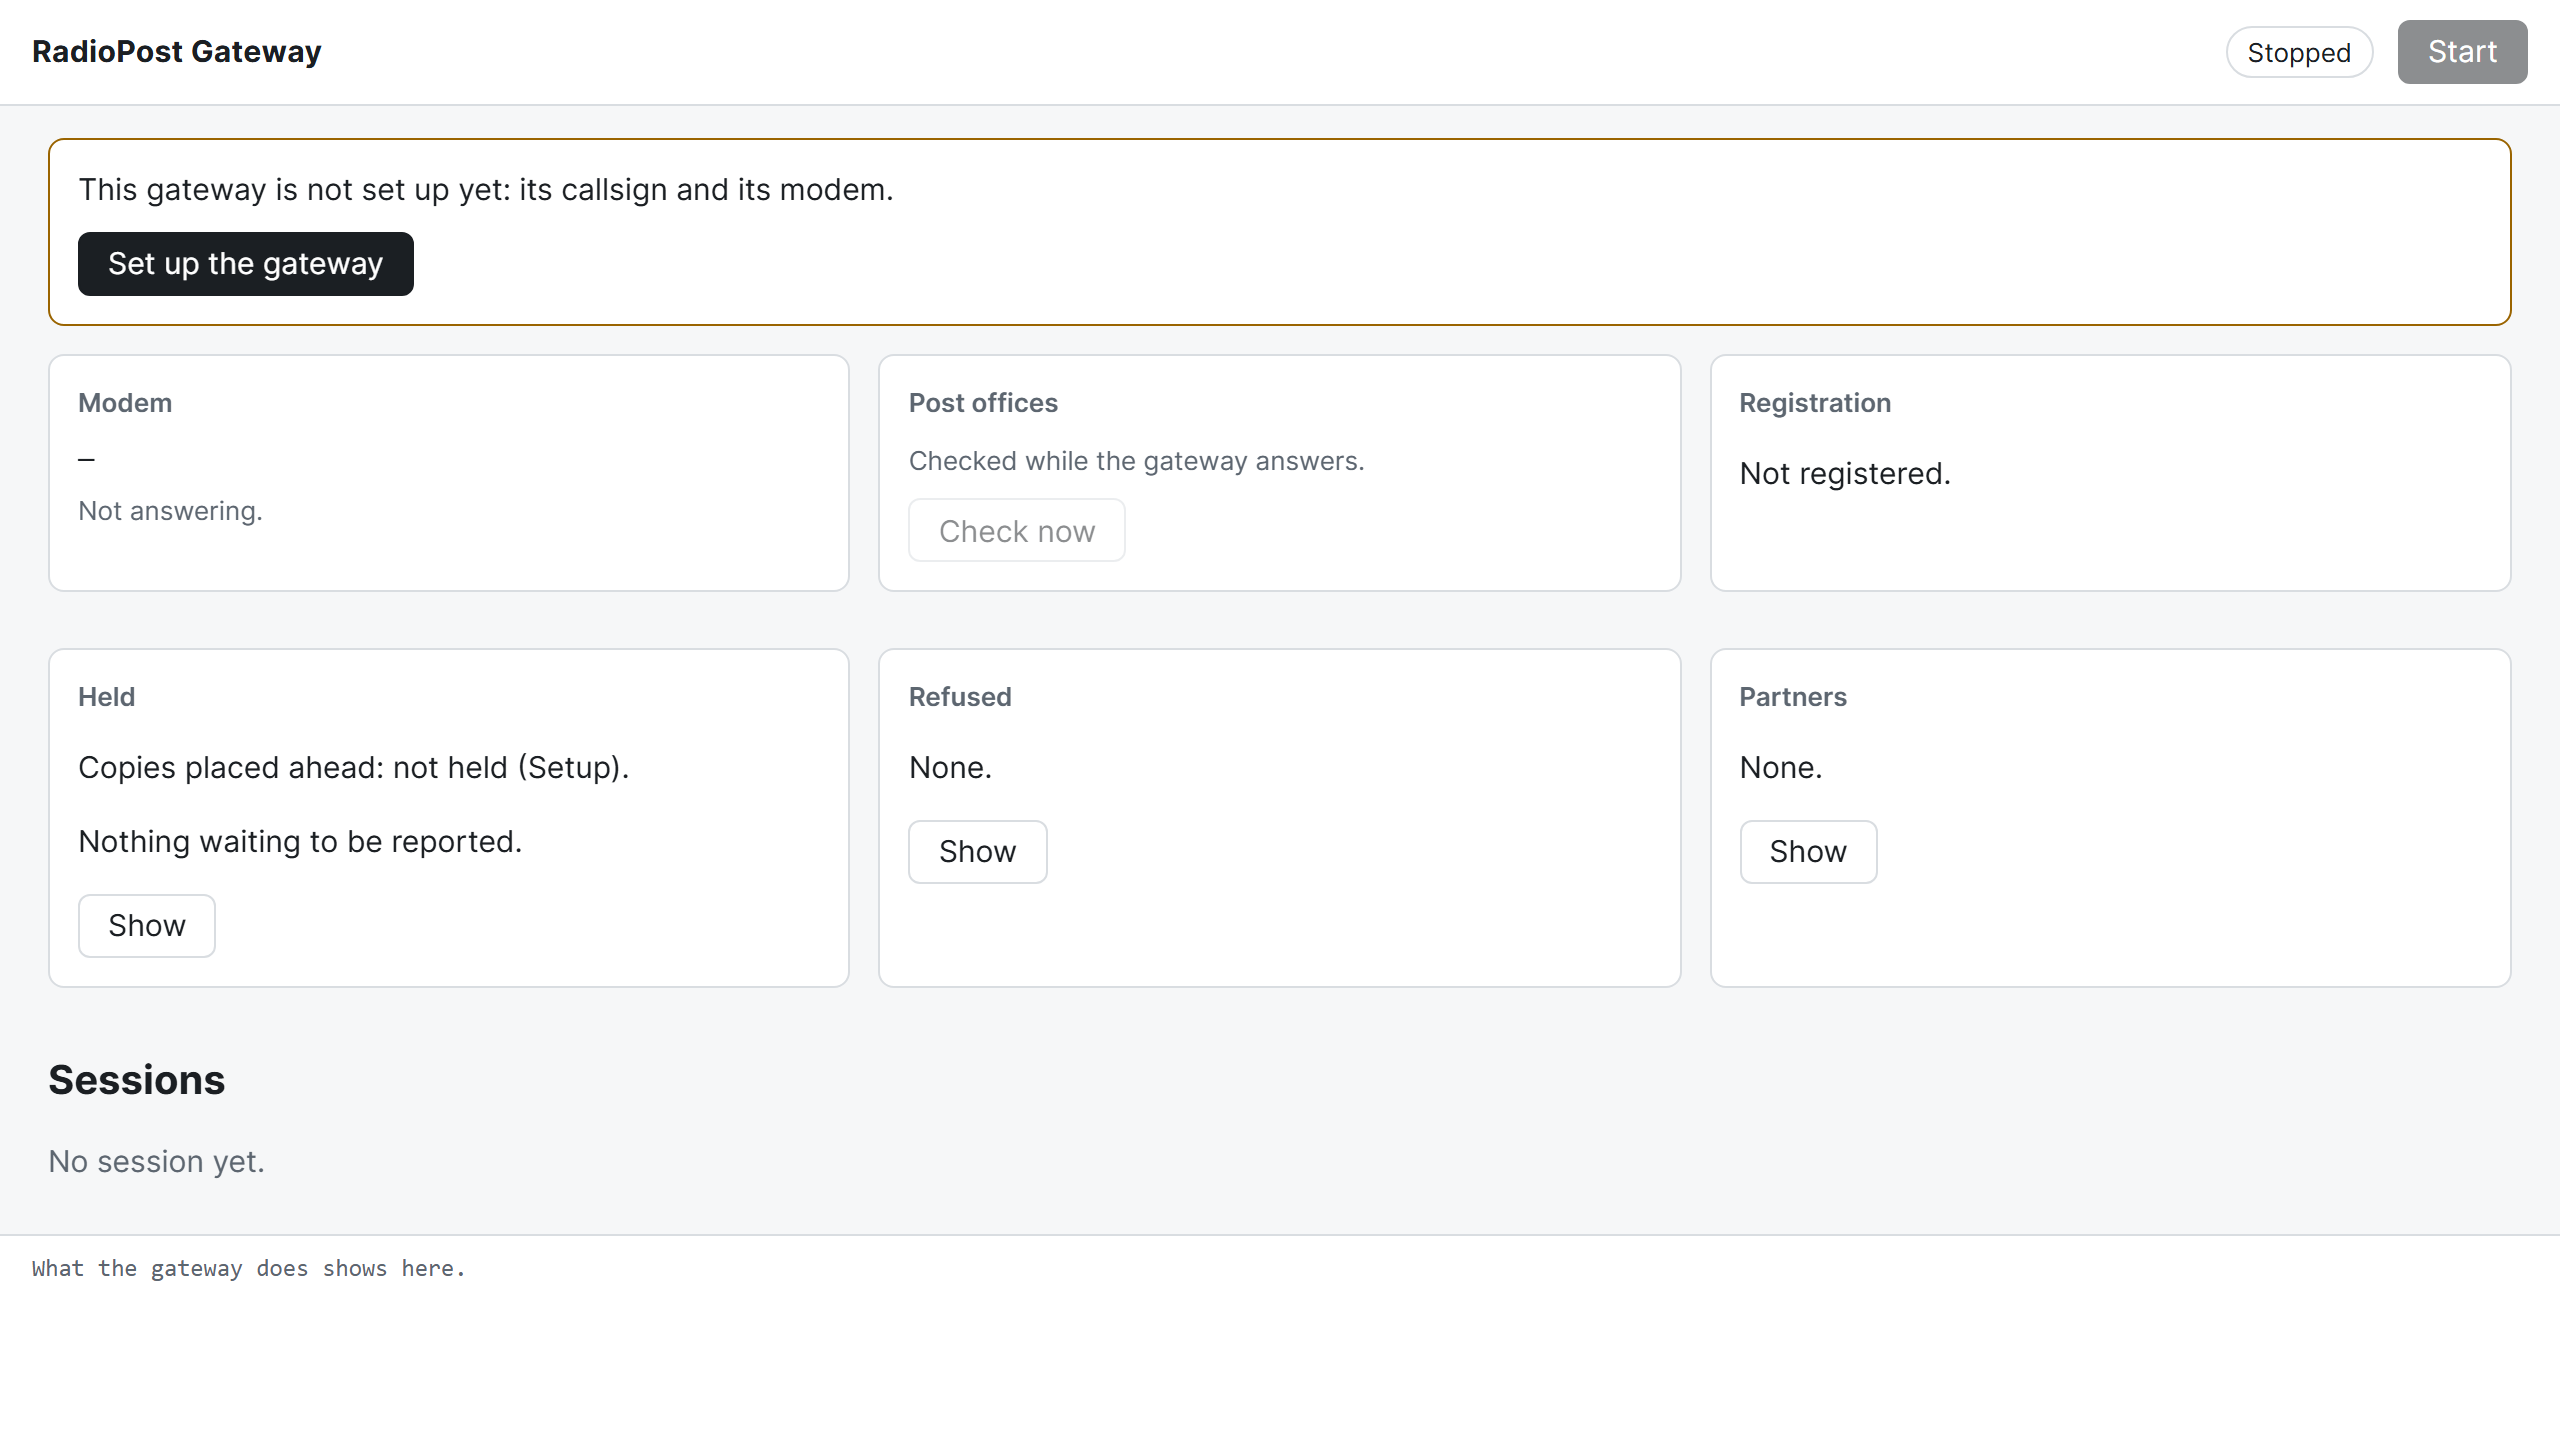 RadioPost Gateway
Stopped
Start
This gateway is not set up yet: its callsign and its modem.
Set up the gateway
Modem
–
Not answering.
Post offices
Checked while the gateway answers.
Check now
Registration
Not registered.
Held
Copies placed ahead: not held (Setup).
Nothing waiting to be reported.
Show
Refused
None.
Show
Partners
None.
Show
Sessions
No session yet.
What the gateway does shows here.